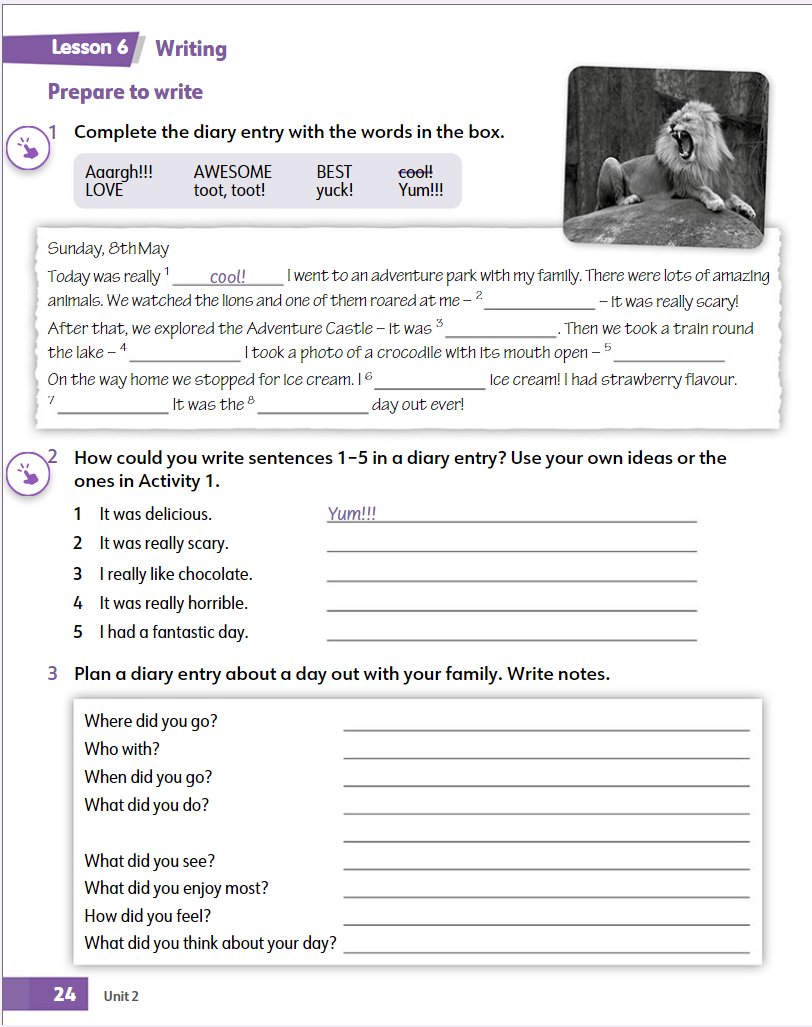 Lesson 6 Writing
Prepare to write
1 Complete the diary entry with the words in the box.
Aaargh!!! AWESOME BEST cool!
LOVE toot, toot! yuck! Yum!!!
Sunday, 8th May
Today was really 1 cool! I went to an adventure park with my family. There were lots of amazing
animals. We watched the lions and one of them roared at me – 2 ____________ – it was really scary!
After that, we explored the Adventure Castle – it was 3 ____________. Then we took a train round
the lake – 4 ____________ I took a photo of a crocodile with its mouth open – 5 ____________
On the way home we stopped for ice cream. I 6 ____________ ice cream! I had strawberry flavour.
7 ____________ It was the 8 ____________ day out ever!
2 How could you write sentences 1–5 in a diary entry? Use your own ideas or the
ones in Activity 1.
1 It was delicious. Yum!!!
2 It was really scary.
3 I really like chocolate.
4 It was really horrible.
5 I had a fantastic day.
3 Plan a diary entry about a day out with your family. Write notes.
Where did you go?
Who with?
When did you go?
What did you do?
What did you see?
What did you enjoy most?
How did you feel?
What did you think about your day?
24 Unit 2